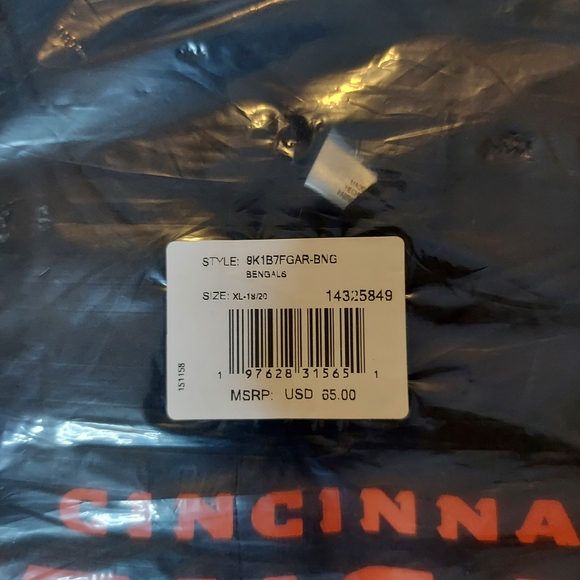 STYLE: 9K1B7FGAR-BNG
BENGALS
SIZE: XL-18/20
14325849
151158
1 97628 31565 1
MSRP: USD 65.00
CINCINNA